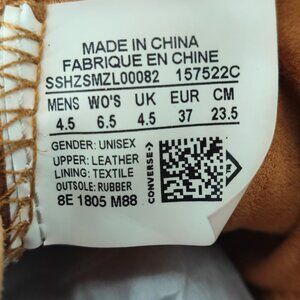 MADE IN CHINA
FABRIQUE EN CHINE
SSHZSMZL00082 157522C
MENS WO'S UK EUR CM
4.5 6.5 4.5 37 23.5
GENDER: UNISEX
UPPER: LEATHER
LINING: TEXTILE
OUTSOLE: RUBBER
8E 1805 M88
CONVERSE